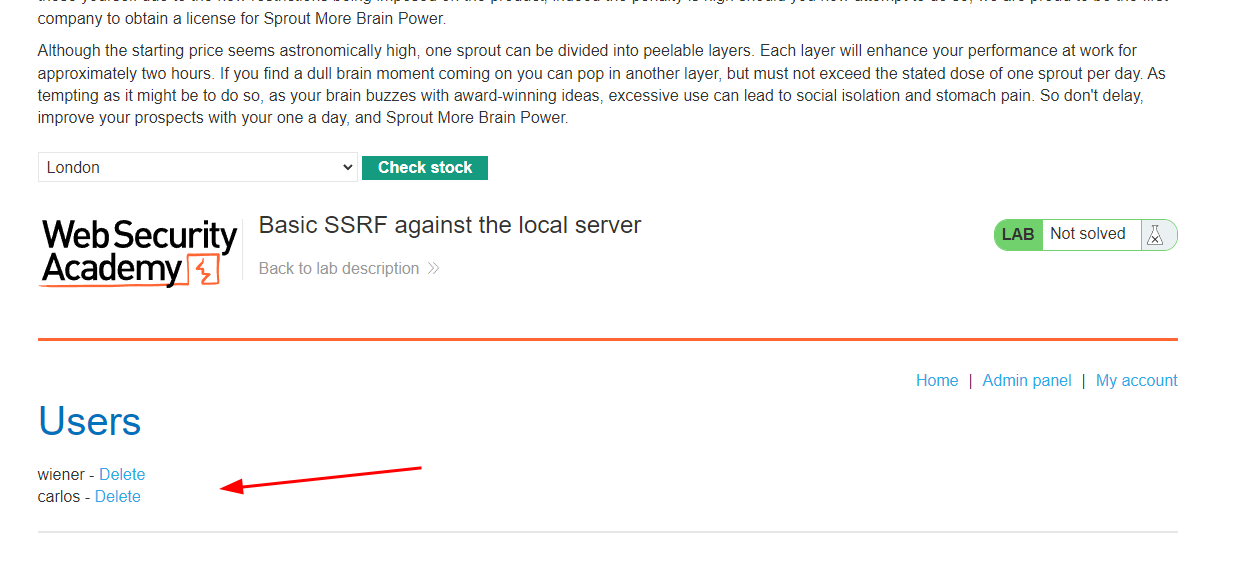 company to obtain a license for Sprout More Brain Power.
Although the starting price seems astronomically high, one sprout can be divided into peelable layers. Each layer will enhance your performance at work for
approximately two hours. If you find a dull brain moment coming on you can pop in another layer, but must not exceed the stated dose of one sprout per day. As
tempting as it might be to do so, as your brain buzzes with award-winning ideas, excessive use can lead to social isolation and stomach pain. So don't delay,
improve your prospects with your one a day, and Sprout More Brain Power.
London
Check stock
Web Security
Academy
Basic SSRF against the local server
Back to lab description
LAB
Not solved
Home | Admin panel | My account
Users
wiener - Delete
carlos - Delete